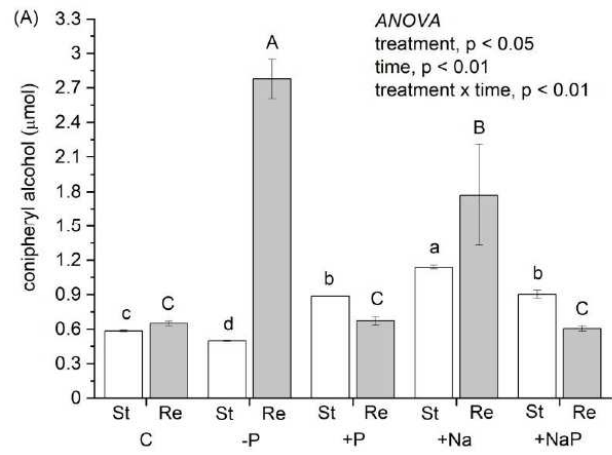 (A)
ANOVA
treatment, p < 0.05
time, p < 0.01
treatment x time, p < 0.01
conipheryl alcohol (µmol)
3.3
3.0
2.7
2.4
2.1
1.8
1.5
1.2
0.9
0.6
0.3
0
c C d A b C a B b C
St Re St Re St Re St Re St Re
C -P +P +Na +NaP